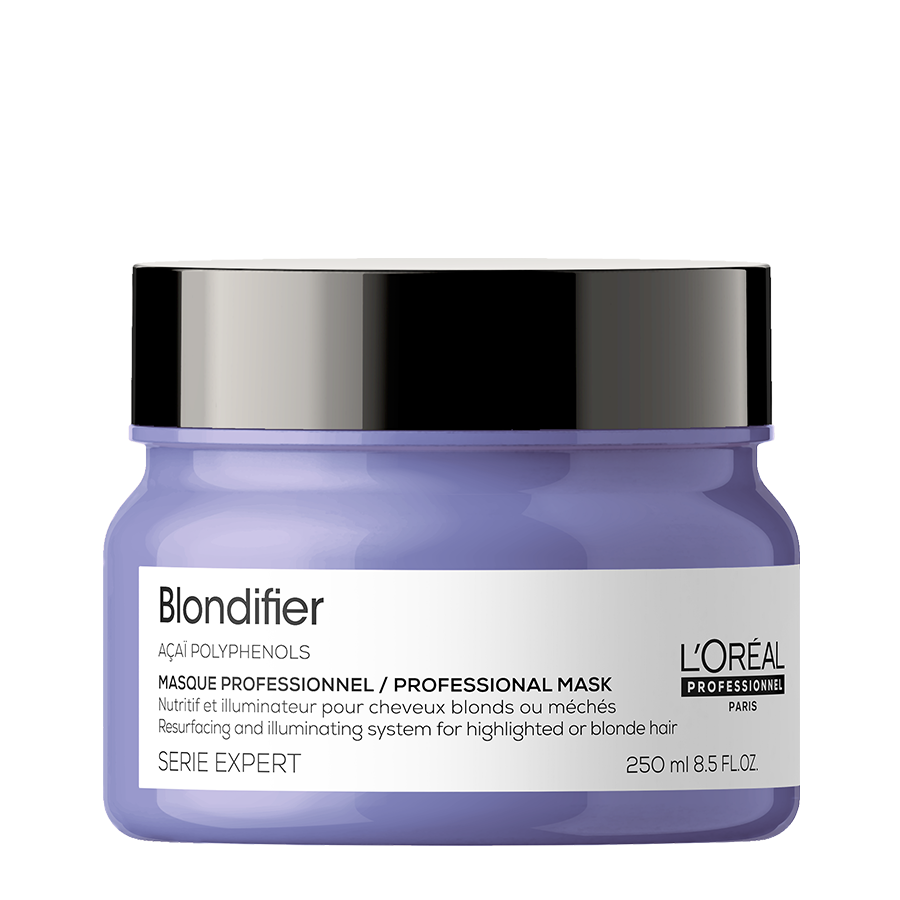 Blondifier
AÇAÏ POLYPHENOLS
MASQUE PROFESSIONNEL / PROFESSIONAL MASK
Nutritif et illuminateur pour cheveux blonds ou méchés
Resurfacing and illuminating system for highlighted or blonde hair
SERIE EXPERT
250 ml 8.5 FL.OZ.
L'ORÉAL
PROFESSIONNEL
PARIS